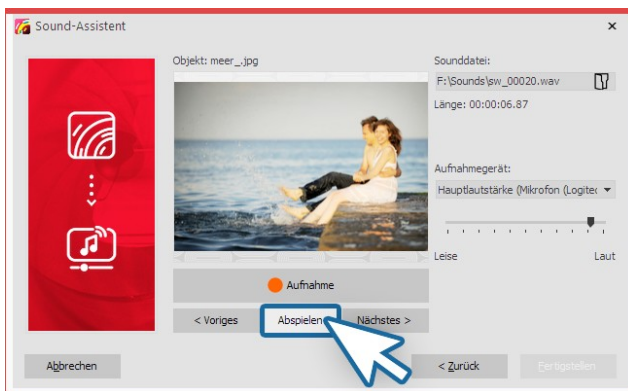 Sound-Assistent
Objekt: meer_.jpg
Sounddatei:
F:\Sounds\sw_00020.wav
Länge: 00:00:06.87
Aufnahmegerät:
Hauptlautstärke (Mikrofon (Logitec
Leise Laut
Aufnahme
< Voriges Abspielen Nächstes >
Abbrechen < Zurück Fertigstellen